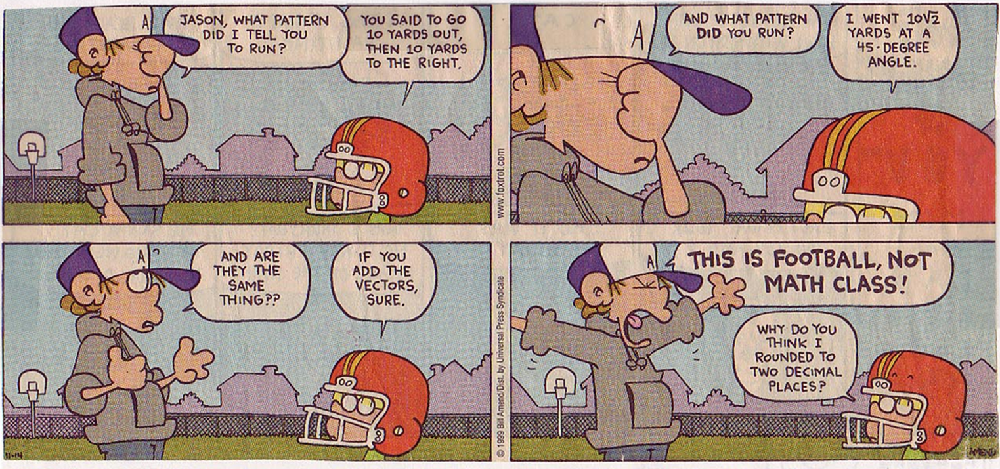 A
JASON, WHAT PATTERN
DID I TELL YOU
TO RUN?
YOU SAID TO GO
10 YARDS OUT,
THEN 10 YARDS
TO THE RIGHT.
www.foxtrot.com
A
AND WHAT PATTERN
DID YOU RUN?
I WENT 10√2
YARDS AT A
45-DEGREE
ANGLE.
A
AND ARE
THEY THE
SAME
THING??
IF YOU
ADD THE
VECTORS,
SURE.
11-14
© 1999 Bill Amend/Dist. by Universal Press Syndicate
A
THIS IS FOOTBALL, NOT
MATH CLASS!
WHY DO YOU
THINK I
ROUNDED TO
TWO DECIMAL
PLACES?
AMEND